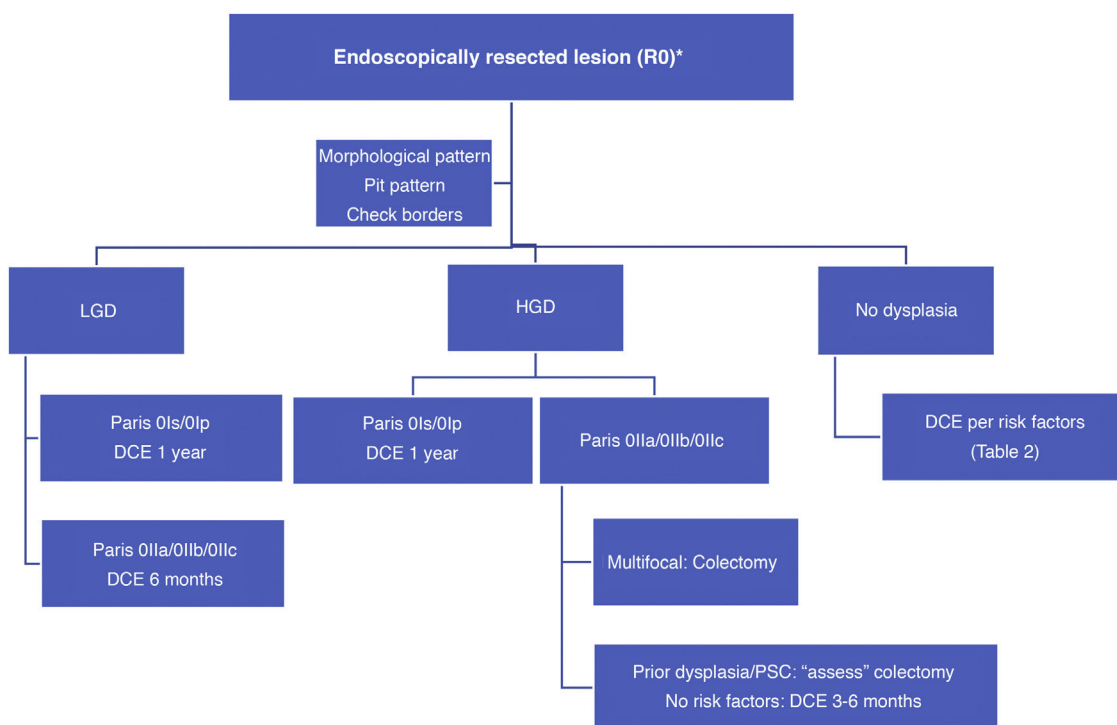 Endoscopically resected lesion (R0)*
Morphological pattern
Pit pattern
Check borders
LGD
HGD
No dysplasia
Paris 0Is/0Ip
DCE 1 year
Paris 0Is/0Ip
DCE 1 year
Paris 0IIa/0IIb/0IIc
DCE per risk factors
(Table 2)
Paris 0IIa/0IIb/0IIc
DCE 6 months
Multifocal: Colectomy
Prior dysplasia/PSC: “assess” colectomy
No risk factors: DCE 3-6 months